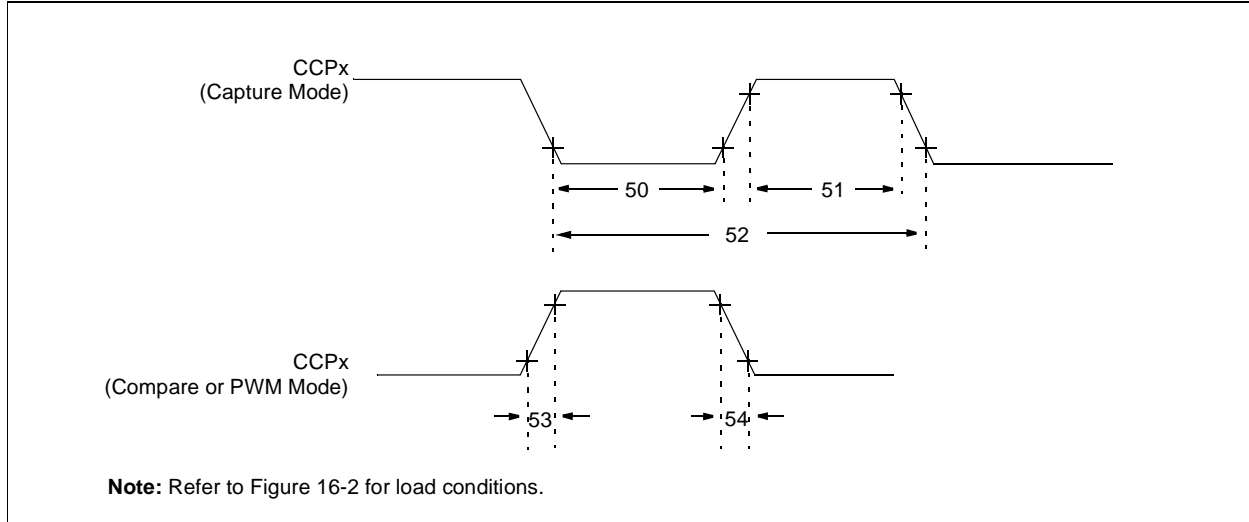 CCPx
(Capture Mode)
50
51
52
CCPx
(Compare or PWM Mode)
53
54
Note: Refer to Figure 16-2 for load conditions.